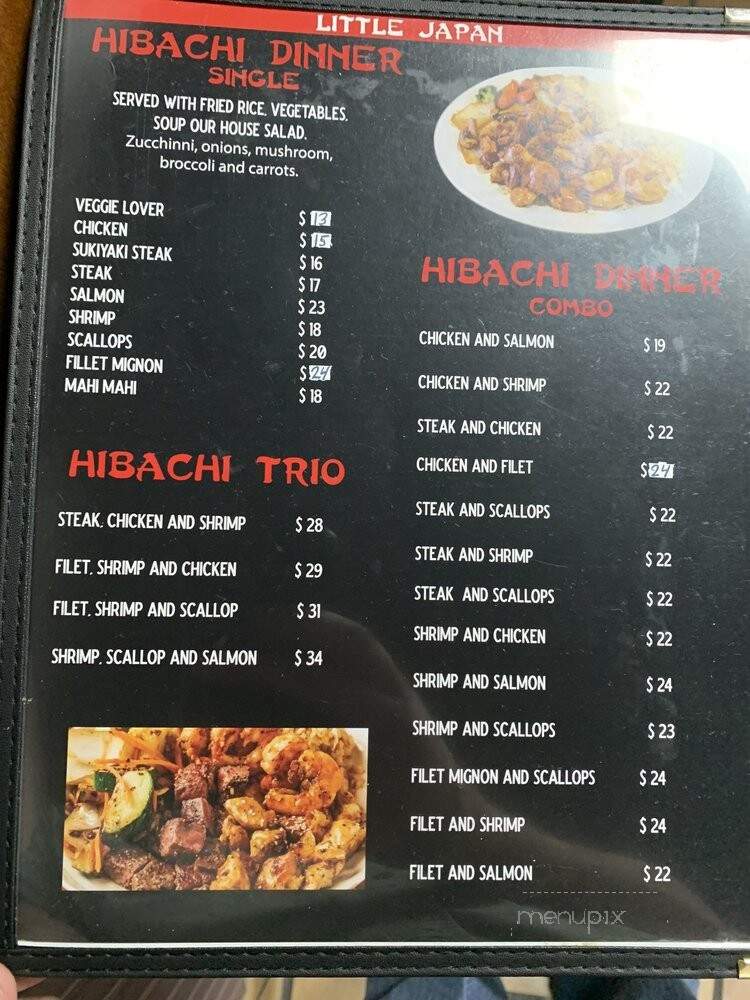 LITTLE JAPAN
HIBACHI DINNER
SINGLE
SERVED WITH FRIED RICE, VEGETABLES,
SOUP OUR HOUSE SALAD.
Zucchinni, onions, mushroom,
broccoli and carrots.
VEGGIE LOVER $ 13
CHICKEN $ 15
SUKIYAKI STEAK $ 16
STEAK $ 17
SALMON $ 23
SHRIMP $ 18
SCALLOPS $ 20
FILLET MIGNON $ 24
MAHI MAHI $ 18
HIBACHI TRIO
STEAK, CHICKEN AND SHRIMP $ 28
FILET, SHRIMP AND CHICKEN $ 29
FILET, SHRIMP AND SCALLOP $ 31
SHRIMP, SCALLOP AND SALMON $ 34
HIBACHI DINNER
COMBO
CHICKEN AND SALMON $ 19
CHICKEN AND SHRIMP $ 22
STEAK AND CHICKEN $ 22
CHICKEN AND FILET $ 24
STEAK AND SCALLOPS $ 22
STEAK AND SHRIMP $ 22
STEAK AND SCALLOPS $ 22
SHRIMP AND CHICKEN $ 22
SHRIMP AND SALMON $ 24
SHRIMP AND SCALLOPS $ 23
FILET MIGNON AND SCALLOPS $ 24
FILET AND SHRIMP $ 24
FILET AND SALMON $ 22
menupix